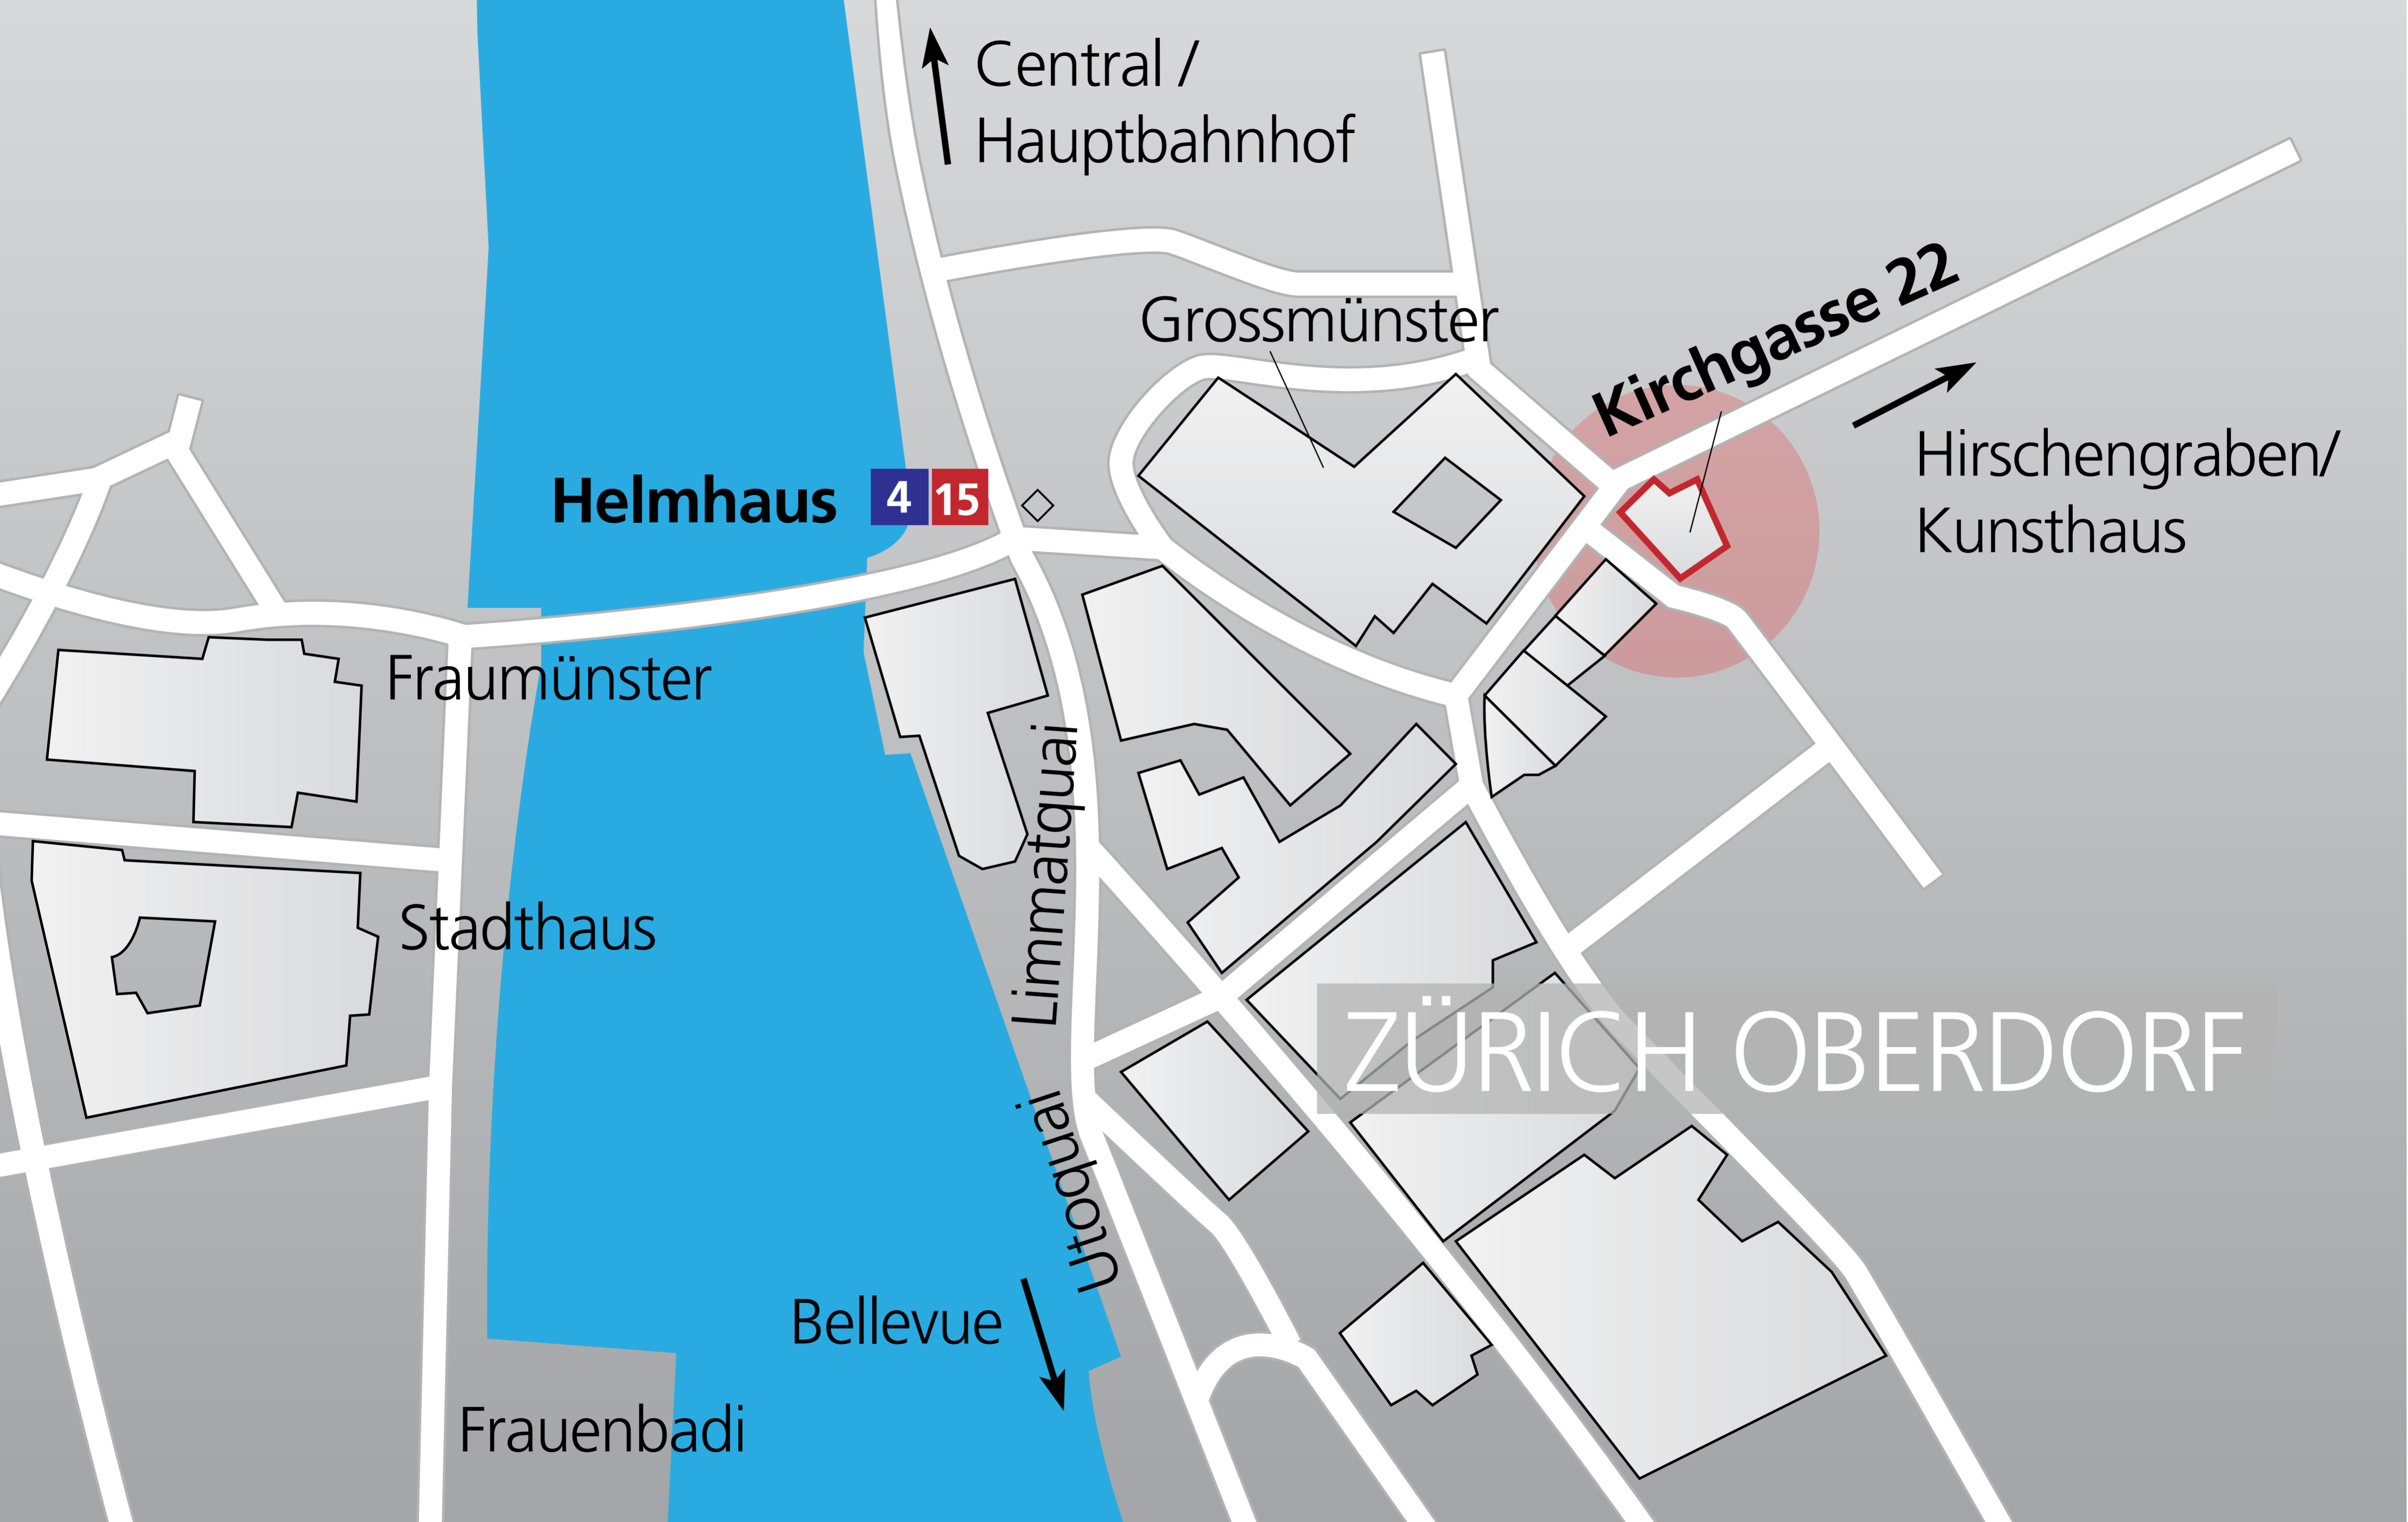 Central /
Hauptbahnhof
Grossmünster
Kirchgasse 22
Hirschengraben/
Kunsthaus
Helmhaus 4 15
Fraumünster
Limmatquai
Stadthaus
ZÜRICH OBERDORF
Utoquai
Bellevue
Frauenbadi